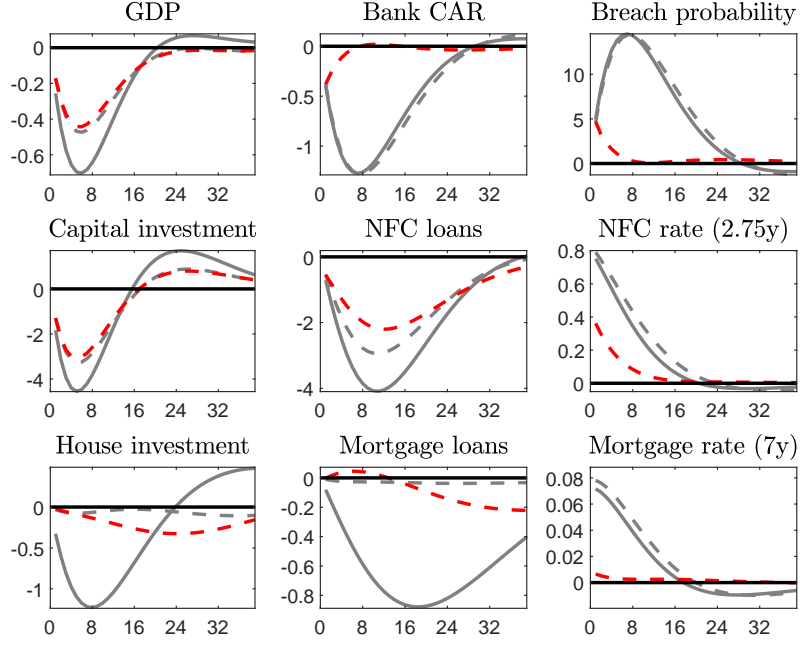 GDP
0
-0.2
-0.4
-0.6
0 8 16 24 32
Bank CAR
0
-0.5
-1
0 8 16 24 32
Breach probability
10
5
0
0 8 16 24 32
Capital investment
0
-2
-4
0 8 16 24 32
NFC loans
0
-2
-4
0 8 16 24 32
NFC rate (2.75y)
0.8
0.6
0.4
0.2
0
0 8 16 24 32
House investment
0
-0.5
-1
0 8 16 24 32
Mortgage loans
0
-0.2
-0.4
-0.6
-0.8
0 8 16 24 32
Mortgage rate (7y)
0.08
0.06
0.04
0.02
0
0 8 16 24 32